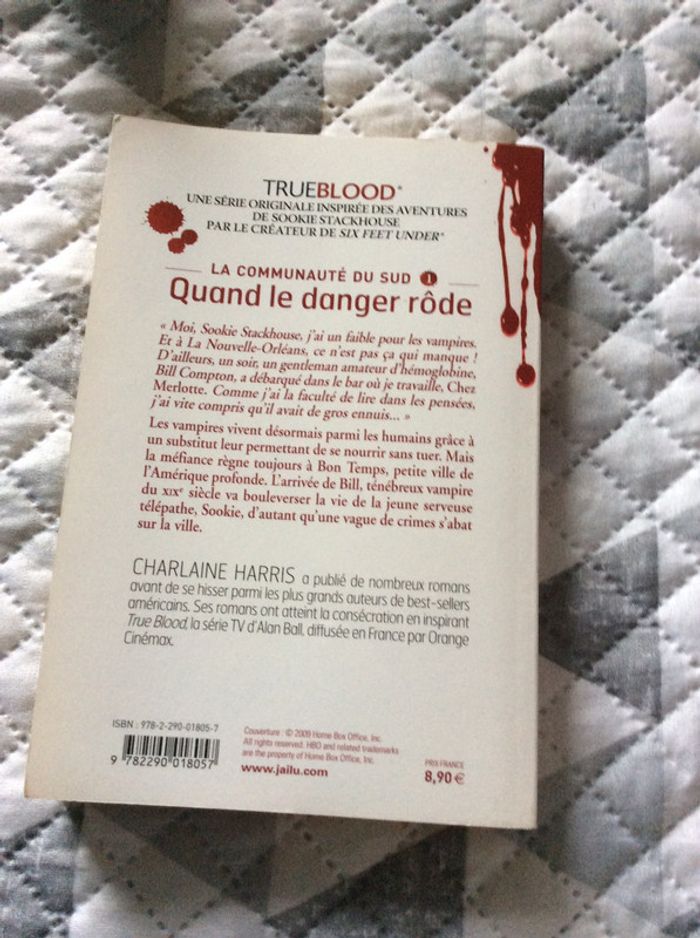 TRUEBLOOD*
UNE SÉRIE ORIGINALE INSPIRÉE DES AVENTURES
DE SOOKIE STACKHOUSE
PAR LE CRÉATEUR DE SIX FEET UNDER*
LA COMMUNAUTÉ DU SUD 1
Quand le danger rôde
« Moi, Sookie Stackhouse, j'ai un faible pour les vampires.
Et à La Nouvelle-Orléans, ce n'est pas ça qui manque !
D'ailleurs, un soir, un gentleman amateur d'hémoglobine,
Bill Compton, a débarqué dans le bar où je travaille, Chez
Merlotte. Comme j'ai la faculté de lire dans les pensées,
j'ai vite compris qu'il avait de gros ennuis... »
Les vampires vivent désormais parmi les humains grâce à
un substitut leur permettant de se nourrir sans tuer. Mais
la méfiance règne toujours à Bon Temps, petite ville de
l'Amérique profonde. L'arrivée de Bill, ténébreux vampire
du XIXe siècle va bouleverser la vie de la jeune serveuse
télépathe, Sookie, d'autant qu'une vague de crimes s'abat
sur la ville.
CHARLAINE HARRIS a publié de nombreux romans
avant de se hisser parmi les plus grands auteurs de best-sellers
américains. Ses romans ont atteint la consécration en inspirant
True Blood, la série TV d'Alan Ball, diffusée en France par Orange
Cinémax.
ISBN : 978-2-290-01805-7
9 782290 018057
Couverture : © 2009 Home Box Office, Inc.
All rights reserved. HBO and related trademarks
are the property of Home Box Office, Inc.
www.jailu.com
PRIX FRANCE
8,90 €